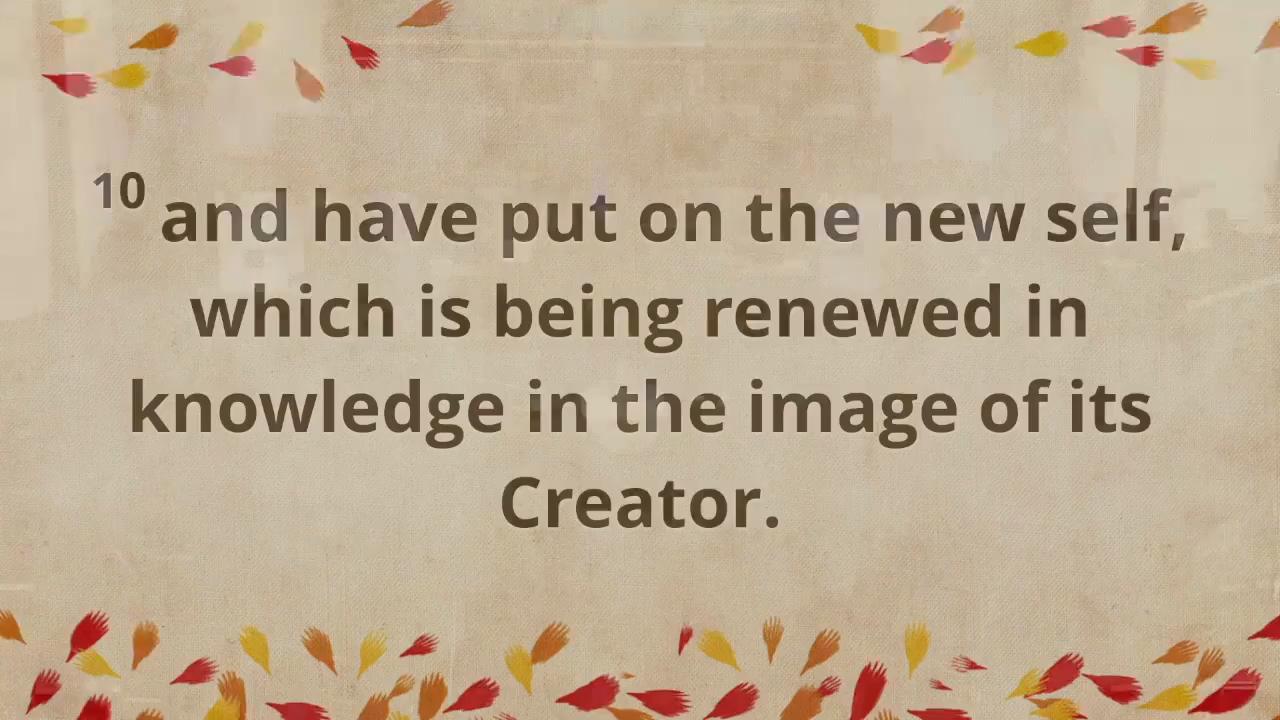 10 and have put on the new self,
which is being renewed in
knowledge in the image of its
Creator.